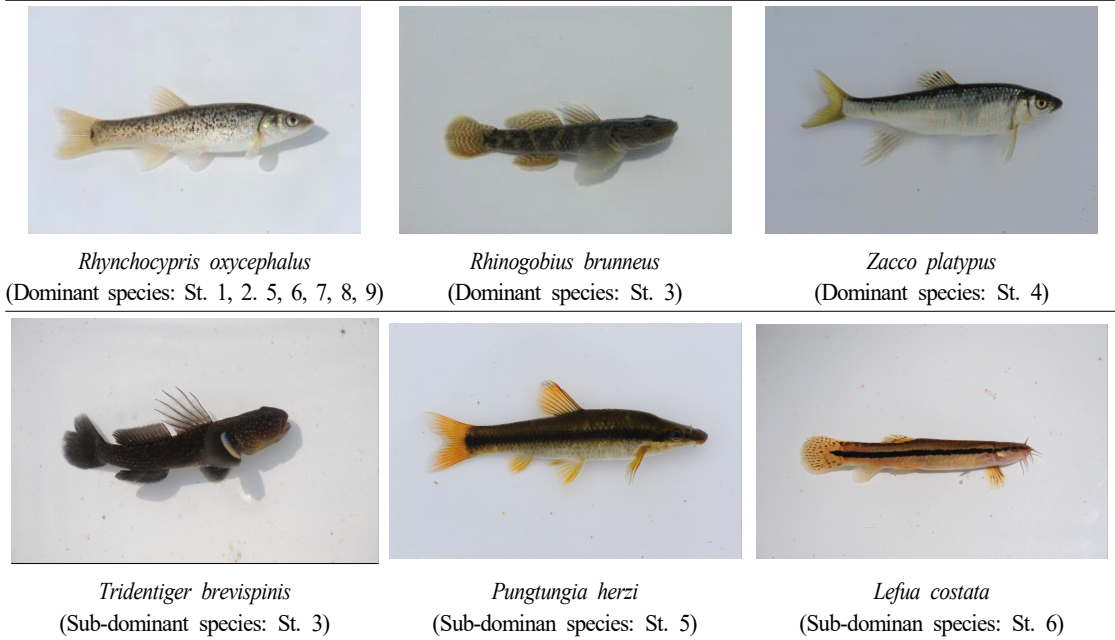 Rhynchocypris oxycephalus
(Dominant species: St. 1, 2. 5, 6, 7, 8, 9)
Rhinogobius brunneus
(Dominant species: St. 3)
Zacco platypus
(Dominant species: St. 4)
Tridentiger brevispinis
(Sub-dominant species: St. 3)
Pungtungia herzi
(Sub-dominan species: St. 5)
Lefua costata
(Sub-dominan species: St. 6)